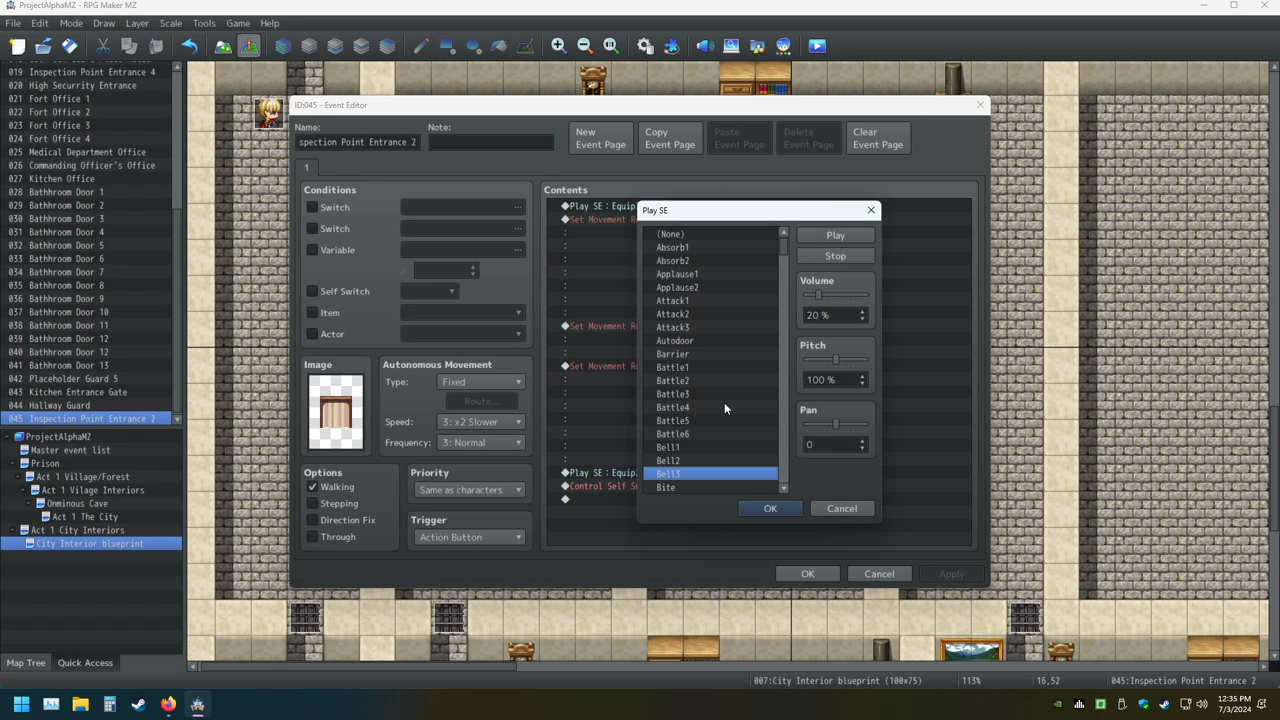 ProjectAlphaMZ - RPG Maker MZ
File Edit Mode Draw Layer Scale Tools Game Help
019 Inspection Point Entrance 4
020 High Securrity Entrance
021 Fort Office 1
022 Fort Office 2
023 Fort Office 3
024 Fort Office 4
025 Medical Department Office
026 Commanding Officer's Office
027 Kitchen Office
028 Bathhroom Door 1
029 Bathhroom Door 2
030 Bathhroom Door 3
031 Bathhroom Door 4
032 Bathhroom Door 5
033 Bathhroom Door 6
034 Bathhroom Door 7
035 Bathhroom Door 8
036 Bathhroom Door 9
037 Bathhroom Door 10
038 Bathhroom Door 11
039 Bathhroom Door 12
040 Bathhroom Door 12
041 Bathhroom Door 13
042 Placeholder Guard 5
043 Kitchen Entrance Gate
044 Hallway Guard
045 Inspection Point Entrance 2
ProjectAlphaMZ
Master event list
Prison
Act 1 Village/Forest
Act 1 Vilage Interiors
Onminous Cave
Act 1 The City
Act 1 City Interiors
City Interior blueprint
Map Tree Quick Access
ID:045 - Event Editor
Name:
spection Point Entrance 2
Note:
New
Event Page
Copy
Event Page
Paste
Event Page
Delete
Event Page
Clear
Event Page
1
Conditions
Switch ...
Switch ...
Variable ...
≥
Self Switch
Item
Actor
Image
Autonomous Movement
Type: Fixed
Route...
Speed: 3: x2 Slower
Frequency: 3: Normal
Options
Walking
Stepping
Direction Fix
Through
Priority
Same as characters
Trigger
Action Button
Contents
◆Play SE：Equip
◆Set Movement R
:
:
:
:
:
:
:
◆Set Movement R
:
:
◆Set Movement R
:
:
:
:
:
:
:
◆Play SE：Equip
◆Control Self S
◆
OK Cancel Apply
Play SE
(None)
Absorb1
Absorb2
Applause1
Applause2
Attack1
Attack2
Attack3
Autodoor
Barrier
Battle1
Battle2
Battle3
Battle4
Battle5
Battle6
Bell1
Bell2
Bell3
Bite
Play
Stop
Volume
20 %
Pitch
100 %
Pan
0
OK Cancel
007:City Interior blueprint (100x75) 113% 16,52 045:Inspection Point Entrance 2
12:35 PM
7/3/2024